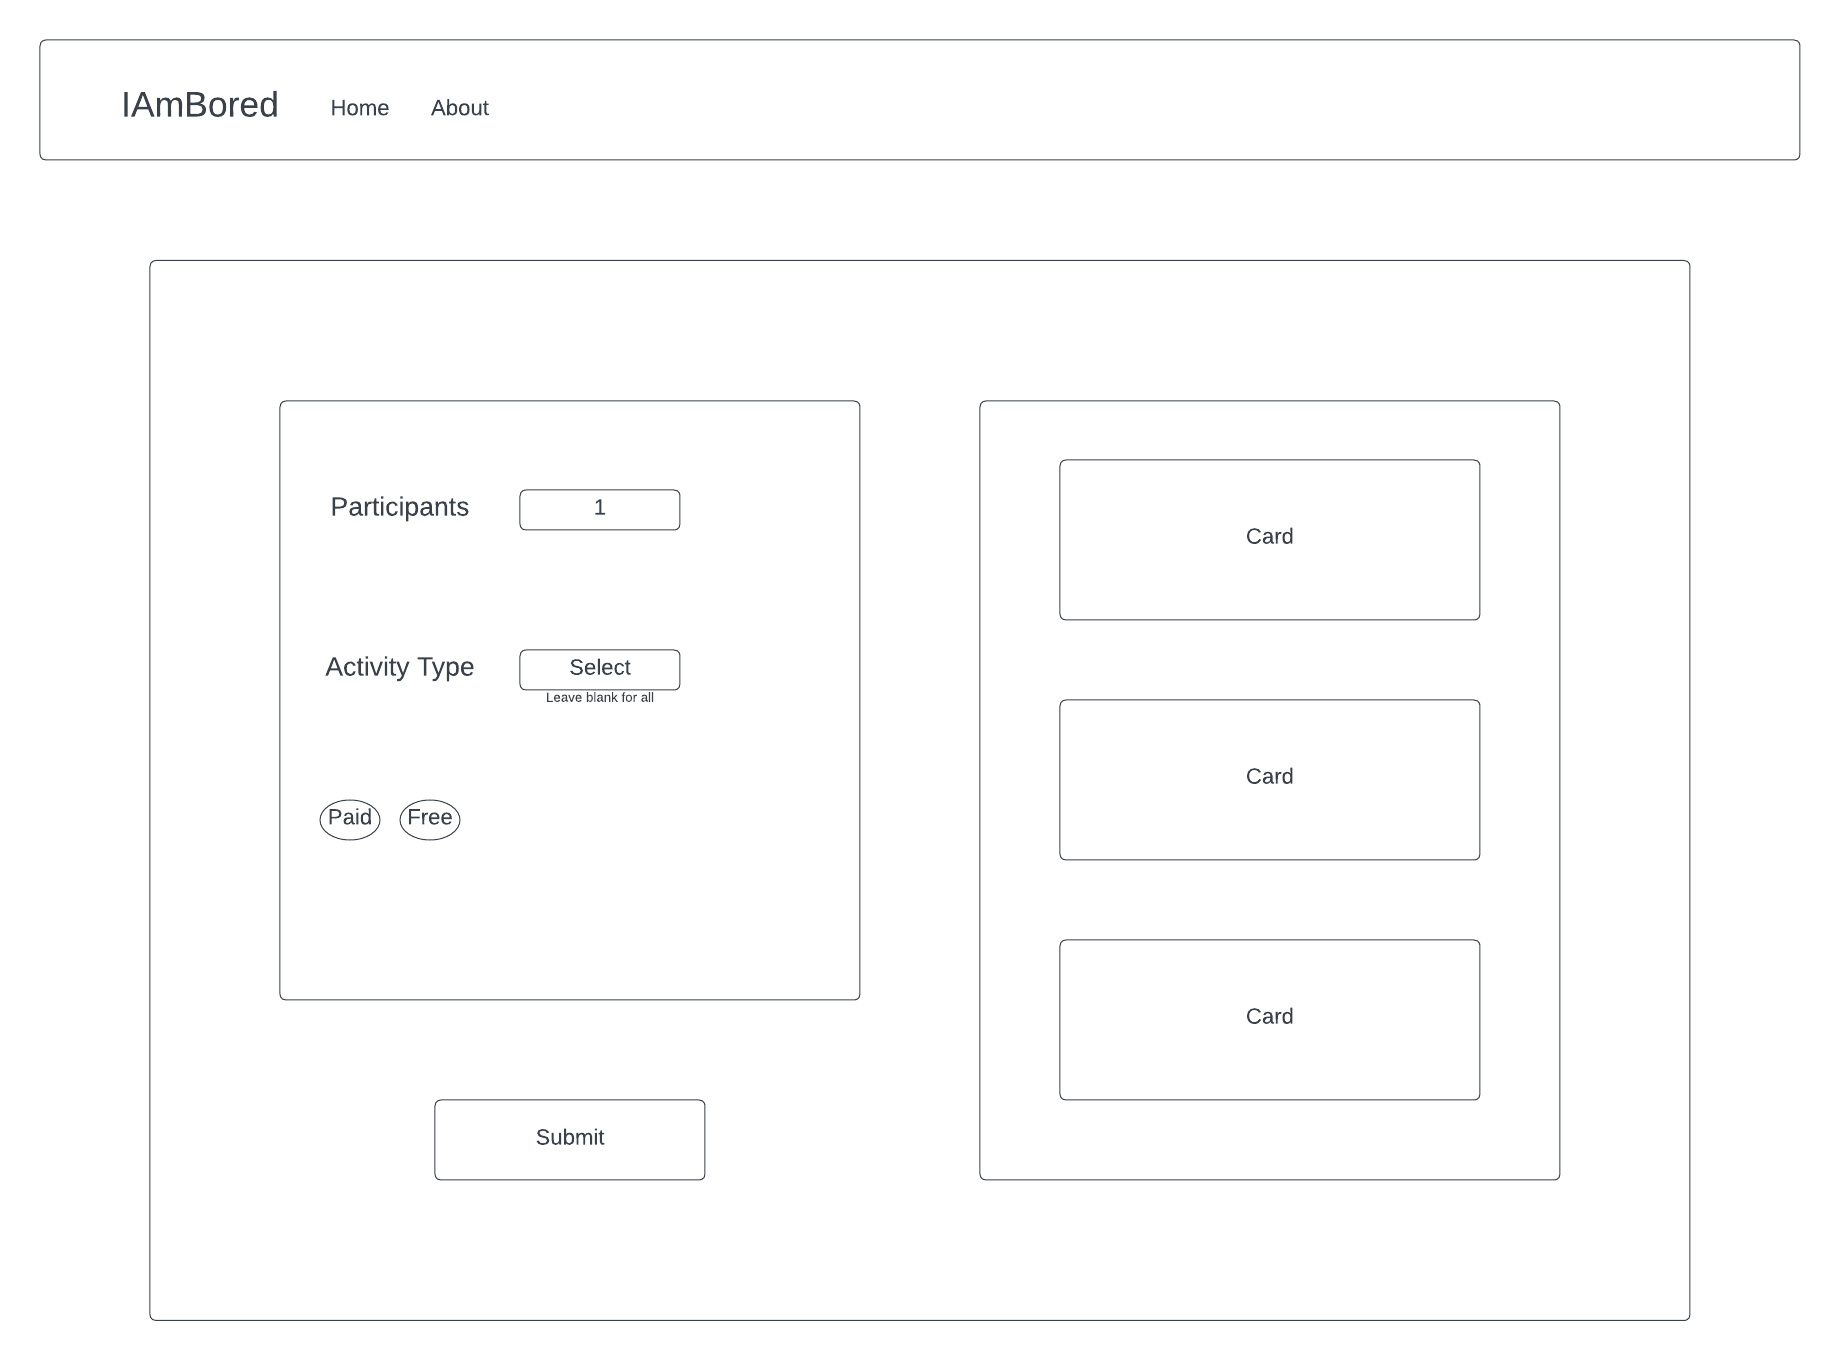 IAmBored
Home
About
Participants
1
Activity Type
Select
Leave blank for all
Paid
Free
Submit
Card
Card
Card